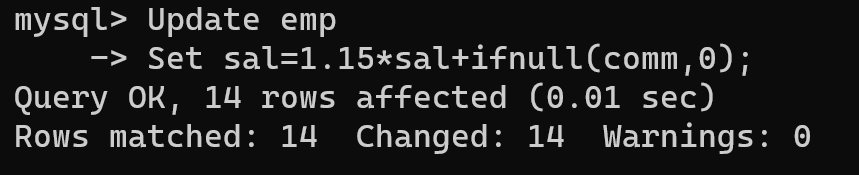 mysql> Update emp
    -> Set sal=1.15*sal+ifnull(comm,0);
Query OK, 14 rows affected (0.01 sec)
Rows matched: 14  Changed: 14  Warnings: 0